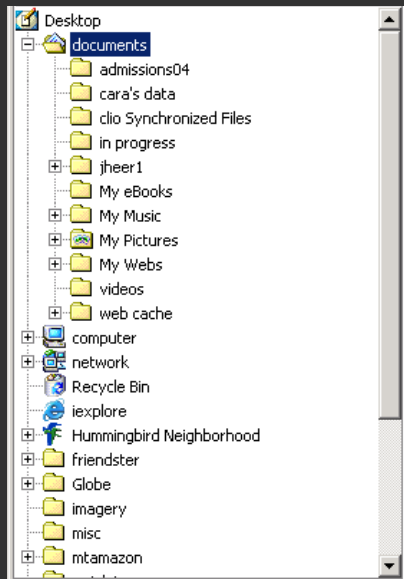 Desktop
documents
admissions04
cara's data
clio Synchronized Files
in progress
jheer1
My eBooks
My Music
My Pictures
My Webs
videos
web cache
computer
network
Recycle Bin
iexplore
Hummingbird Neighborhood
friendster
Globe
imagery
misc
mtamazon